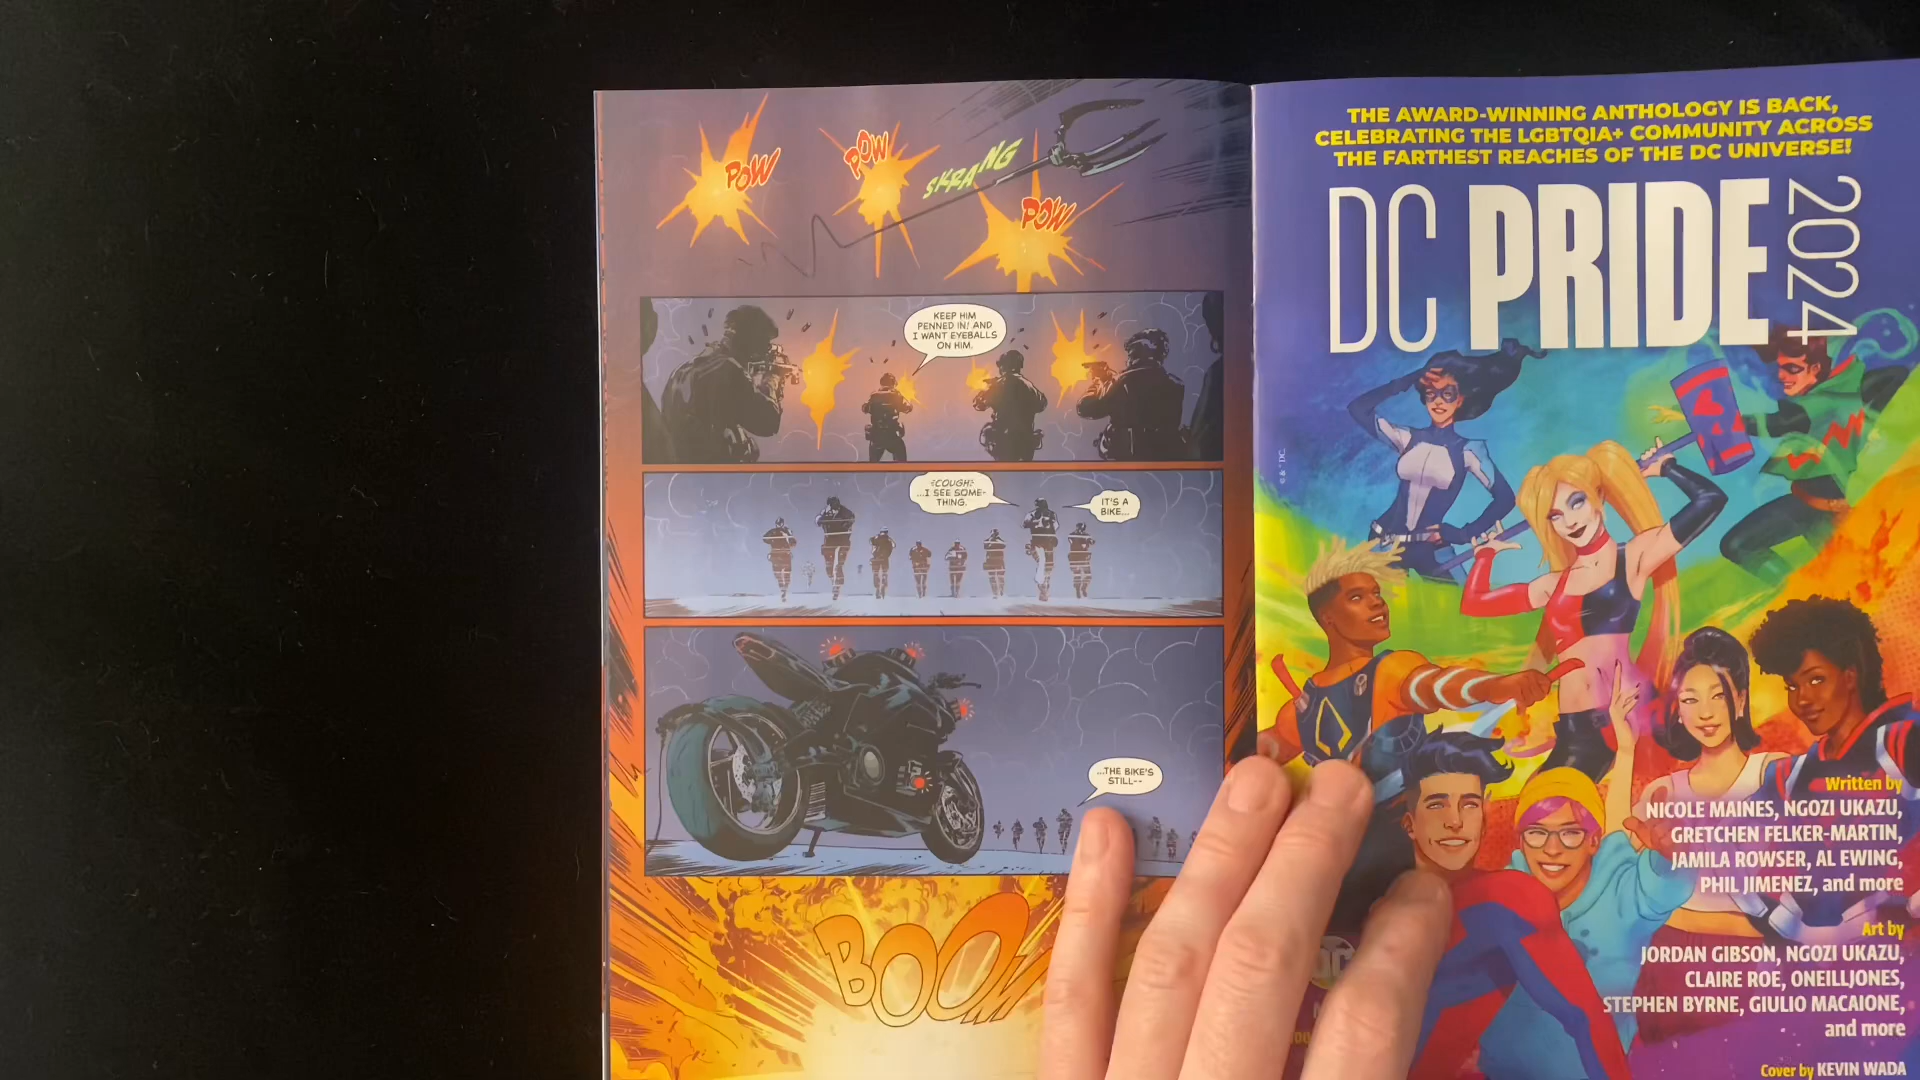 POW
POW
SKRANG
POW
KEEP HIM
PENNED IN! AND
I WANT EYEBALLS
ON HIM.
COUGH
...I SEE SOME-
THING.
IT'S A
BIKE...
...THE BIKE'S
STILL--
BOOM
THE AWARD-WINNING ANTHOLOGY IS BACK,
CELEBRATING THE LGBTQIA+ COMMUNITY ACROSS
THE FARTHEST REACHES OF THE DC UNIVERSE!
DC PRIDE 2024
Written by
NICOLE MAINES, NGOZI UKAZU,
GRETCHEN FELKER-MARTIN,
JAMILA ROWSER, AL EWING,
PHIL JIMENEZ, and more
Art by
JORDAN GIBSON, NGOZI UKAZU,
CLAIRE ROE, ONEILLJONES,
STEPHEN BYRNE, GIULIO MACAIONE,
and more
Cover by KEVIN WADA